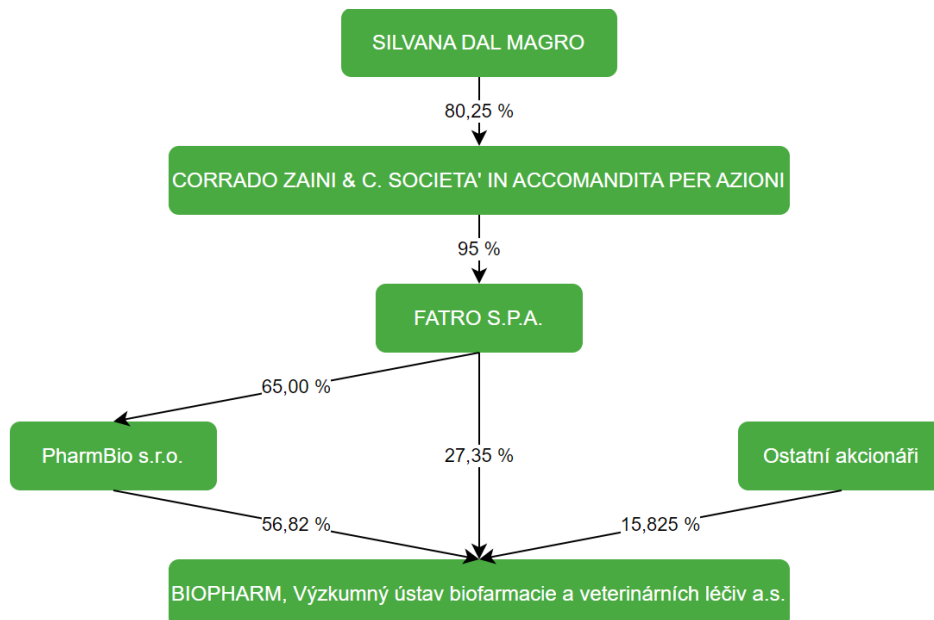 SILVANA DAL MAGRO
80,25 %
CORRADO ZAINI & C. SOCIETA' IN ACCOMANDITA PER AZIONI
95 %
FATRO S.P.A.
65,00 %
PharmBio s.r.o.
27,35 %
Ostatní akcionáři
56,82 %
15,825 %
BIOPHARM, Výzkumný ústav biofarmacie a veterinárních léčiv a.s.